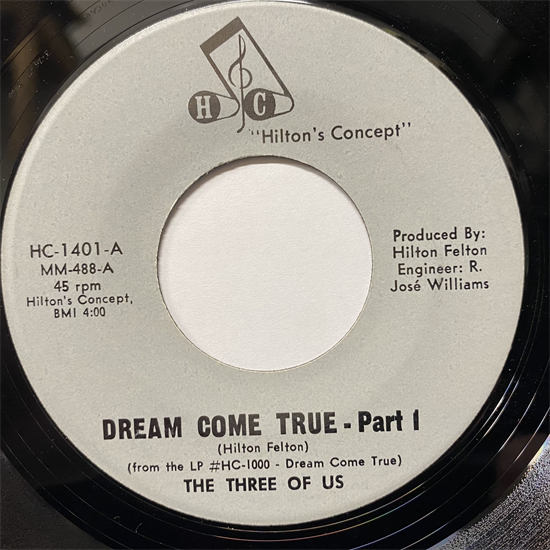 H C
"Hilton's Concept"
HC-1401-A
MM-488-A
45 rpm
Hilton's Concept,
BMI 4:00
Produced By:
Hilton Felton
Engineer: R.
José Williams
DREAM COME TRUE - Part 1
(Hilton Felton)
(from the LP #HC-1000 - Dream Come True)
THE THREE OF US